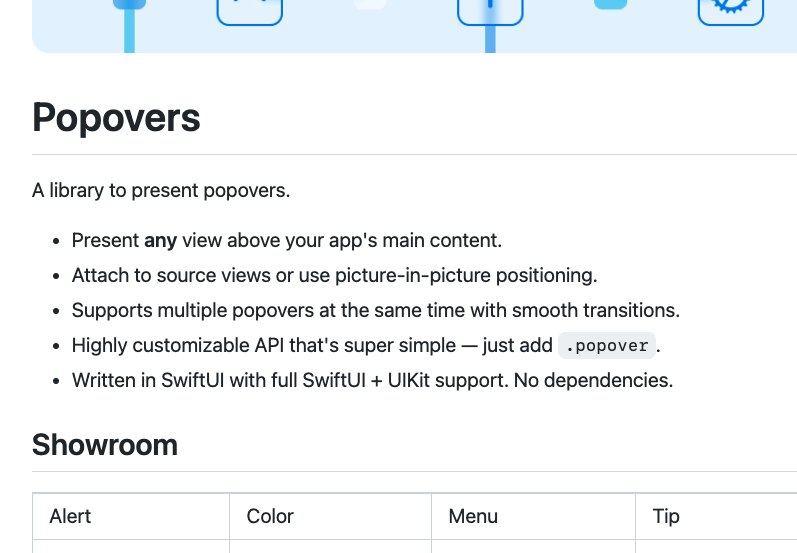 Popovers
A library to present popovers.
• Present any view above your app's main content.
• Attach to source views or use picture-in-picture positioning.
• Supports multiple popovers at the same time with smooth transitions.
• Highly customizable API that's super simple — just add .popover.
• Written in SwiftUI with full SwiftUI + UIKit support. No dependencies.
Showroom
Alert Color Menu Tip